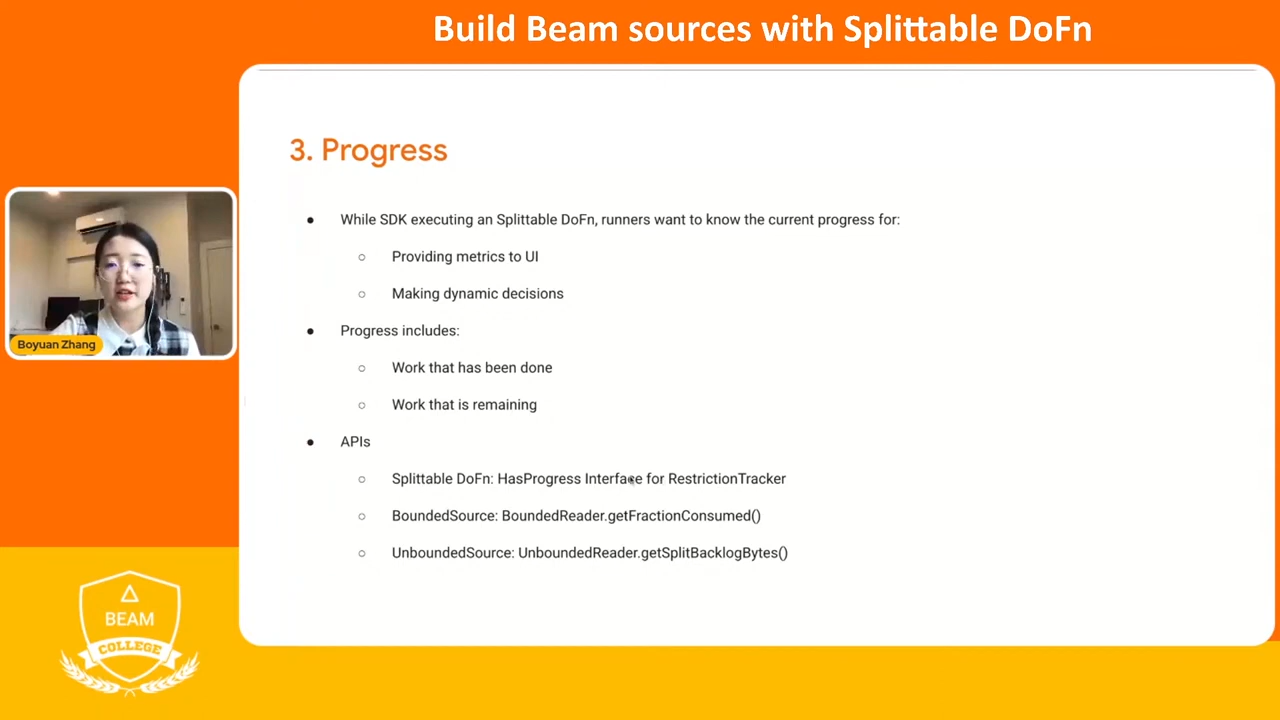 Build Beam sources with Splittable DoFn
3. Progress
● While SDK executing an Splittable DoFn, runners want to know the current progress for:
○ Providing metrics to UI
○ Making dynamic decisions
● Progress includes:
○ Work that has been done
○ Work that is remaining
● APIs
○ Splittable DoFn: HasProgress Interface for RestrictionTracker
○ BoundedSource: BoundedReader.getFractionConsumed()
○ UnboundedSource: UnboundedReader.getSplitBacklogBytes()
Boyuan Zhang
BEAM
COLLEGE